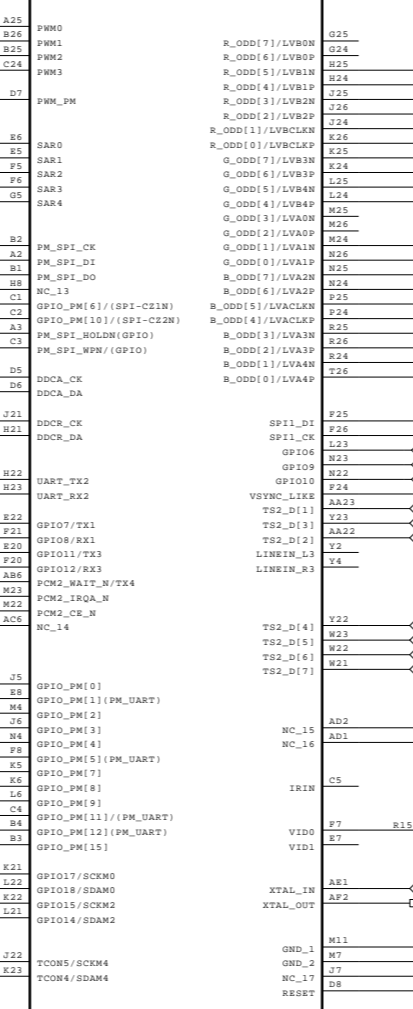 A25 PWM0
B26 PWM1
B25 PWM2
C24 PWM3
D7 PWM_PM
E6 SAR0
E5 SAR1
F5 SAR2
F6 SAR3
G5 SAR4
B2 PM_SPI_CK
A2 PM_SPI_DI
B1 PM_SPI_DO
H8 NC_13
C1 GPIO_PM[6]/(SPI-CZ1N)
C2 GPIO_PM[10]/(SPI-CZ2N)
A3 PM_SPI_HOLDN(GPIO)
C3 PM_SPI_WPN/(GPIO)
D5 DDCA_CK
D6 DDCA_DA
J21 DDCR_CK
H21 DDCR_DA
H22 UART_TX2
H23 UART_RX2
E22 GPIO7/TX1
F21 GPIO8/RX1
E20 GPIO11/TX3
F20 GPIO12/RX3
AB6 PCM2_WAIT_N/TX4
M23 PCM2_IRQA_N
M22 PCM2_CE_N
AC6 NC_14
J5 GPIO_PM[0]
E8 GPIO_PM[1](PM_UART)
M4 GPIO_PM[2]
J6 GPIO_PM[3]
N4 GPIO_PM[4]
F8 GPIO_PM[5](PM_UART)
K5 GPIO_PM[7]
K6 GPIO_PM[8]
L6 GPIO_PM[9]
C4 GPIO_PM[11]/(PM_UART)
B4 GPIO_PM[12](PM_UART)
B3 GPIO_PM[15]
K21 GPIO17/SCKM0
L22 GPIO18/SDAM0
K22 GPIO15/SCKM2
L21 GPIO14/SDAM2
J22 TCON5/SCKM4
K23 TCON4/SDAM4
R_ODD[7]/LVB0N G25
R_ODD[6]/LVB0P G24
R_ODD[5]/LVB1N H25
R_ODD[4]/LVB1P H24
R_ODD[3]/LVB2N J25
R_ODD[2]/LVB2P J26
R_ODD[1]/LVBCLKN J24
R_ODD[0]/LVBCLKP K26
G_ODD[7]/LVB3N K25
G_ODD[6]/LVB3P K24
G_ODD[5]/LVB4N L25
G_ODD[4]/LVB4P L24
G_ODD[3]/LVA0N M25
G_ODD[2]/LVA0P M26
G_ODD[1]/LVA1N M24
G_ODD[0]/LVA1P N26
B_ODD[7]/LVA2N N25
B_ODD[6]/LVA2P N24
B_ODD[5]/LVACLKN P25
B_ODD[4]/LVACLKP P24
B_ODD[3]/LVA3N R25
B_ODD[2]/LVA3P R26
B_ODD[1]/LVA4N R24
B_ODD[0]/LVA4P T26
SPI1_DI F25
SPI1_CK F26
GPIO6 L23
GPIO9 N23
GPIO10 N22
VSYNC_LIKE F24
TS2_D[1] AA23
TS2_D[3] Y23
TS2_D[2] AA22
LINEIN_L3 Y2
LINEIN_R3 Y4
TS2_D[4] Y22
TS2_D[5] W23
TS2_D[6] W22
TS2_D[7] W21
NC_15 AD2
NC_16 AD1
IRIN C5
VID0 F7 R15
VID1 E7
XTAL_IN AE1
XTAL_OUT AF2
GND_1 M11
GND_2 M7
NC_17 J7
RESET D8